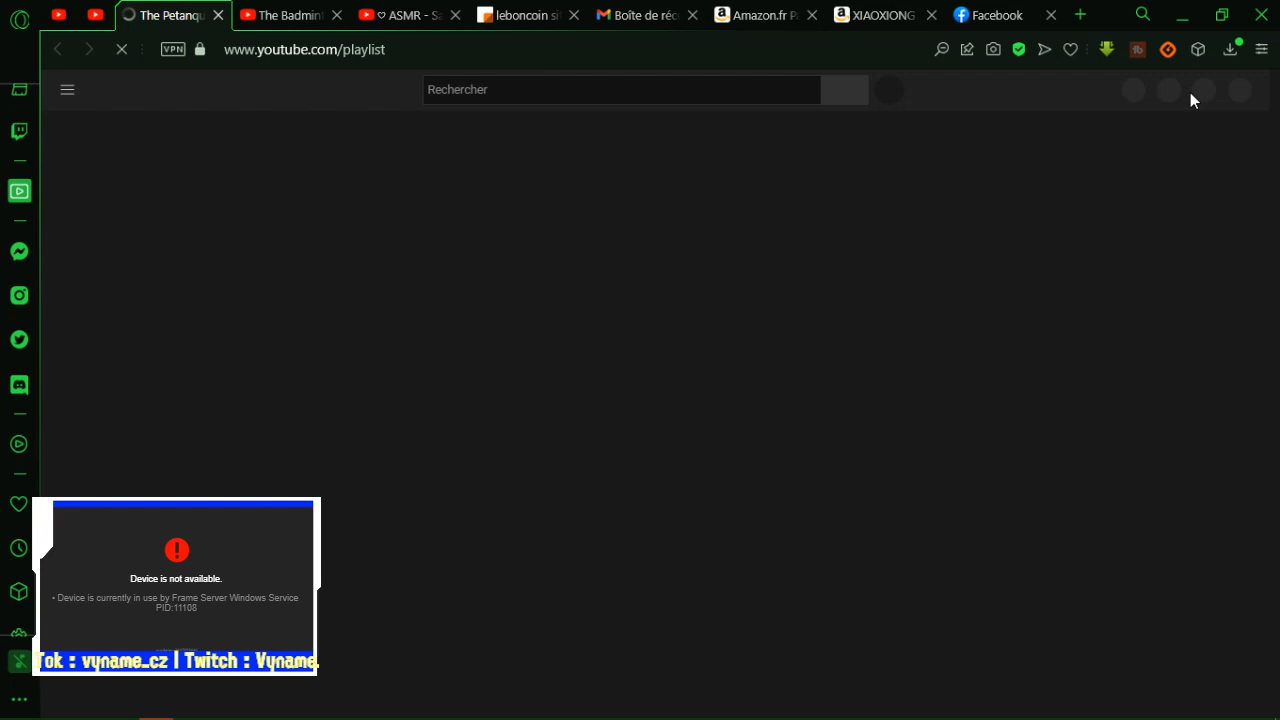 The Petanqu
The Badmint
ASMR - Sa
leboncoin si
Boîte de réc
Amazon.fr Pa
XIAOXIONG
Facebook
VPN
www.youtube.com/playlist
Rechercher
Device is not available.
• Device is currently in use by Frame Server Windows Service
PID:11108
Tok : vyname_cz | Twitch : Vyname